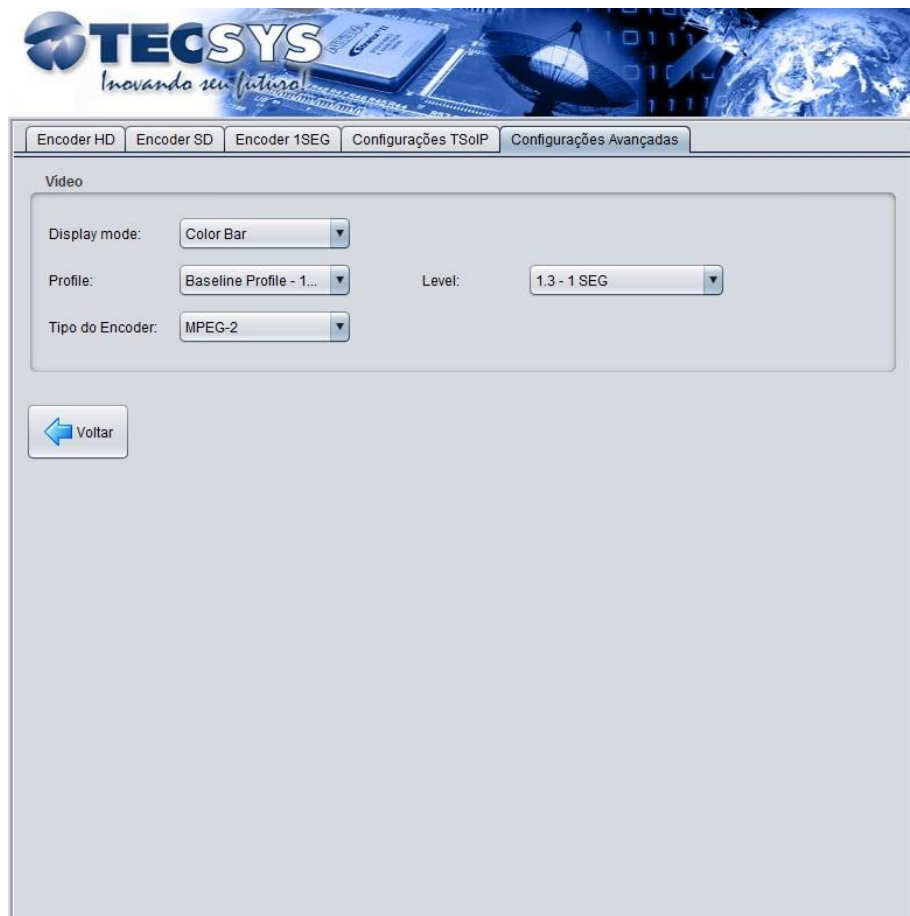 TECSYS
Inovando seu futuro!
Encoder HD Encoder SD Encoder 1SEG Configurações TSoIP Configurações Avançadas
Vídeo
Display mode: Color Bar
Profile: Baseline Profile - 1... Level: 1.3 - 1 SEG
Tipo do Encoder: MPEG-2
Voltar